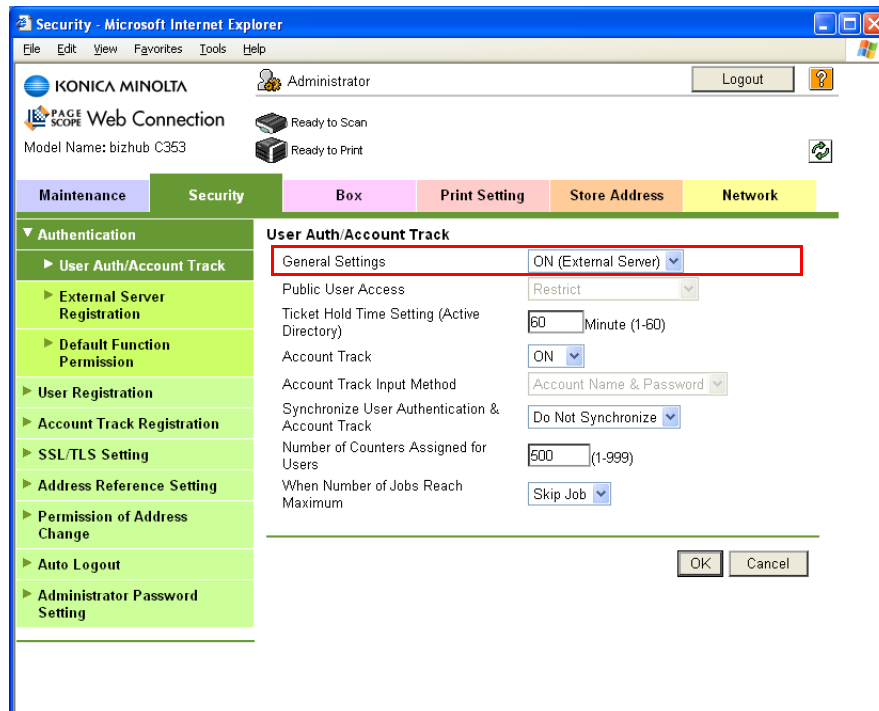 Security - Mizrosoft Internet Explorer
File Edit View Favorites Tools Help
KONICA MINOLTA
Administrator
Logout
?
PAGE SCOPE Web Connection
Ready to Scan
Model Name: bizhub C353
Ready to Print
Maintenance
Security
Box
Print Setting
Store Address
Network
Authentication
User Auth/Account Track
External Server
Registration
Default Function
Permission
User Registration
Account Track Registration
SSL/TLS Setting
Address Reference Setting
Permission of Address
Change
Auto Logout
Administrator Password
Setting
User Auth/Account Track
General Settings
ON (External Server)
Public User Access
Restrict
Ticket Hold Time Setting (Active
Directory)
60 Minute (1-60)
Account Track
ON
Account Track Input Method
Account Name & Password
Synchronize User Authentication &
Account Track
Do Not Synchronize
Number of Counters Assigned for
Users
500 (1-999)
When Number of Jobs Reach
Maximum
Skip Job
OK
Cancel